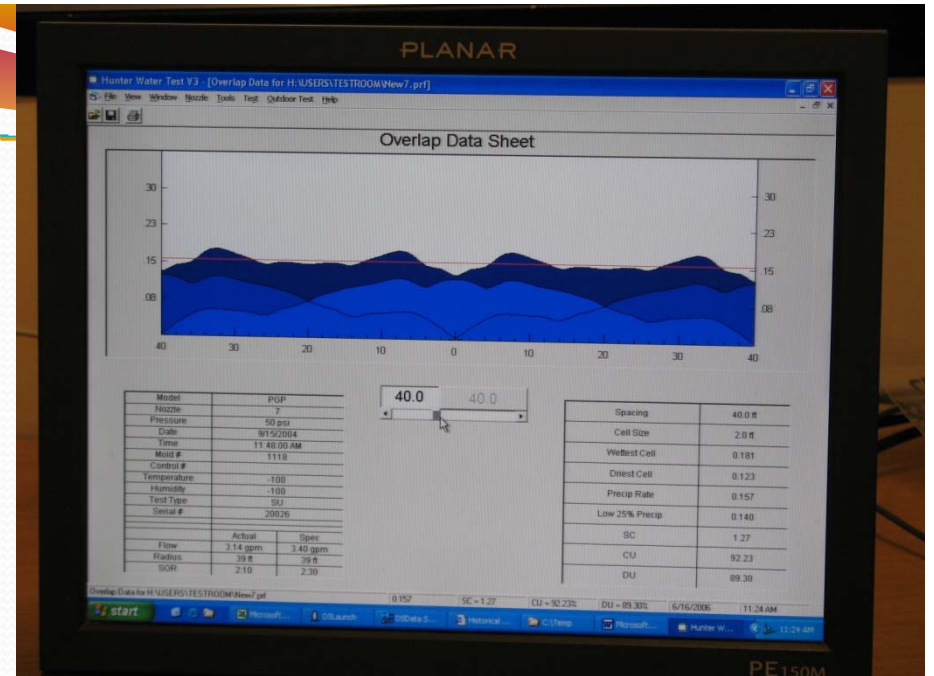 PLANAR
Hunter Water Test V3 - [Overlap Data for H:\USERS\TESTROOM\New7.prf]
File View Window Nozzle Tools Test Outdoor Test Help
Overlap Data Sheet
.30 .30
.23 .23
.15 .15
.08 .08
40 30 20 10 0 10 20 30 40
40.0 40.0
Model PGP
Nozzle 7
Pressure 50 psi
Date 9/15/2004
Time 11:48:00 AM
Mold # 1118
Control #
Temperature -100
Humidity -100
Test Type SU
Serial # 20026
Actual Spec
Flow 3.14 gpm 3.40 gpm
Radius 39 ft 39 ft
SOR 2:10 2:30
Spacing 40.0 ft
Cell Size 2.0 ft
Wettest Cell 0.181
Driest Cell 0.123
Precip Rate 0.157
Low 25% Precip 0.140
SC 1.27
CU 92.23
DU 89.30
Overlap Data for H:\USERS\TESTROOM\New7.prf 0.157 SC = 1.27 CU = 92.23% DU = 89.30% 6/16/2006 11:24 AM
start Microsoft... DSLaunch DSData S... Historical ... C:\Temp Microsoft... Hunter W... 11:24 AM
PE150M